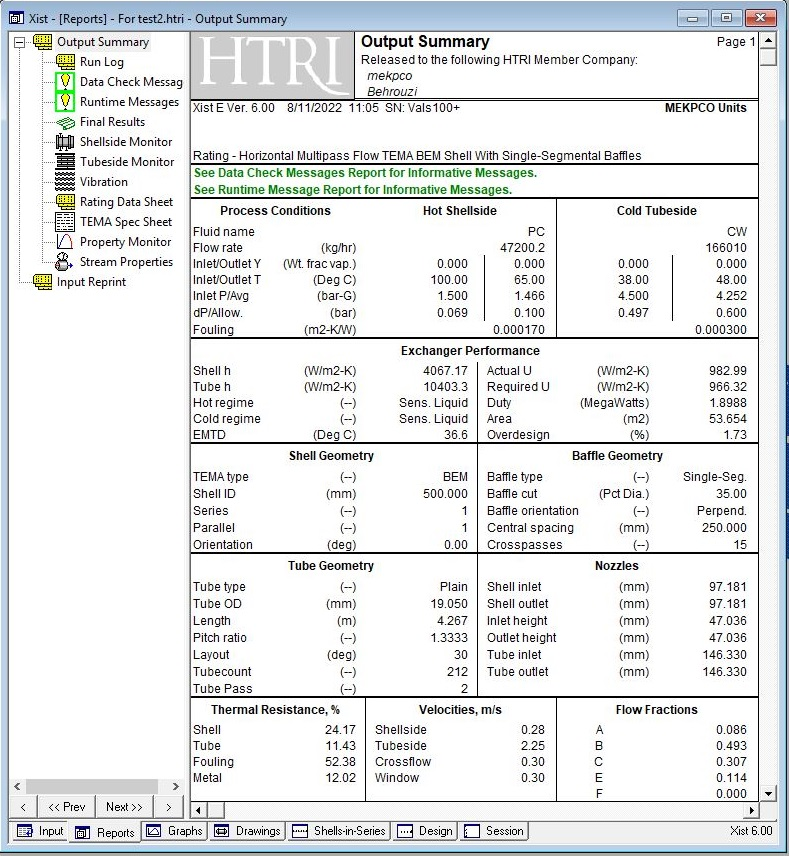 Xist - [Reports] - For test2.htri - Output Summary
Output Summary
Run Log
Data Check Messag
Runtime Messages
Final Results
Shellside Monitor
Tubeside Monitor
Vibration
Rating Data Sheet
TEMA Spec Sheet
Property Monitor
Stream Properties
Input Reprint
HTRI
Output Summary Page 1
Released to the following HTRI Member Company:
mekpco
Behrouzi
Xist E Ver. 6.00 8/11/2022 11:05 SN: Vals100+ MEKPCO Units
Rating - Horizontal Multipass Flow TEMA BEM Shell With Single-Segmental Baffles
See Data Check Messages Report for Informative Messages.
See Runtime Message Report for Informative Messages.
Process Conditions Hot Shellside Cold Tubeside
Fluid name PC CW
Flow rate (kg/hr) 47200.2 166010
Inlet/Outlet Y (Wt. frac vap.) 0.000 0.000 0.000 0.000
Inlet/Outlet T (Deg C) 100.00 65.00 38.00 48.00
Inlet P/Avg (bar-G) 1.500 1.466 4.500 4.252
dP/Allow. (bar) 0.069 0.100 0.497 0.600
Fouling (m2-K/W) 0.000170 0.000300
Exchanger Performance
Shell h (W/m2-K) 4067.17 Actual U (W/m2-K) 982.99
Tube h (W/m2-K) 10403.3 Required U (W/m2-K) 966.32
Hot regime (--) Sens. Liquid Duty (MegaWatts) 1.8988
Cold regime (--) Sens. Liquid Area (m2) 53.654
EMTD (Deg C) 36.6 Overdesign (%) 1.73
Shell Geometry Baffle Geometry
TEMA type (--) BEM Baffle type (--) Single-Seg.
Shell ID (mm) 500.000 Baffle cut (Pct Dia.) 35.00
Series (--) 1 Baffle orientation (--) Perpend.
Parallel (--) 1 Central spacing (mm) 250.000
Orientation (deg) 0.00 Crosspasses (--) 15
Tube Geometry Nozzles
Tube type (--) Plain Shell inlet (mm) 97.181
Tube OD (mm) 19.050 Shell outlet (mm) 97.181
Length (m) 4.267 Inlet height (mm) 47.036
Pitch ratio (--) 1.3333 Outlet height (mm) 47.036
Layout (deg) 30 Tube inlet (mm) 146.330
Tubecount (--) 212 Tube outlet (mm) 146.330
Tube Pass (--) 2
Thermal Resistance, % Velocities, m/s Flow Fractions
Shell 24.17 Shellside 0.28 A 0.086
Tube 11.43 Tubeside 2.25 B 0.493
Fouling 52.38 Crossflow 0.30 C 0.307
Metal 12.02 Window 0.30 E 0.114
F 0.000
< << Prev Next >> >
Input Reports Graphs Drawings Shells-in-Series Design Session Xist 6.00